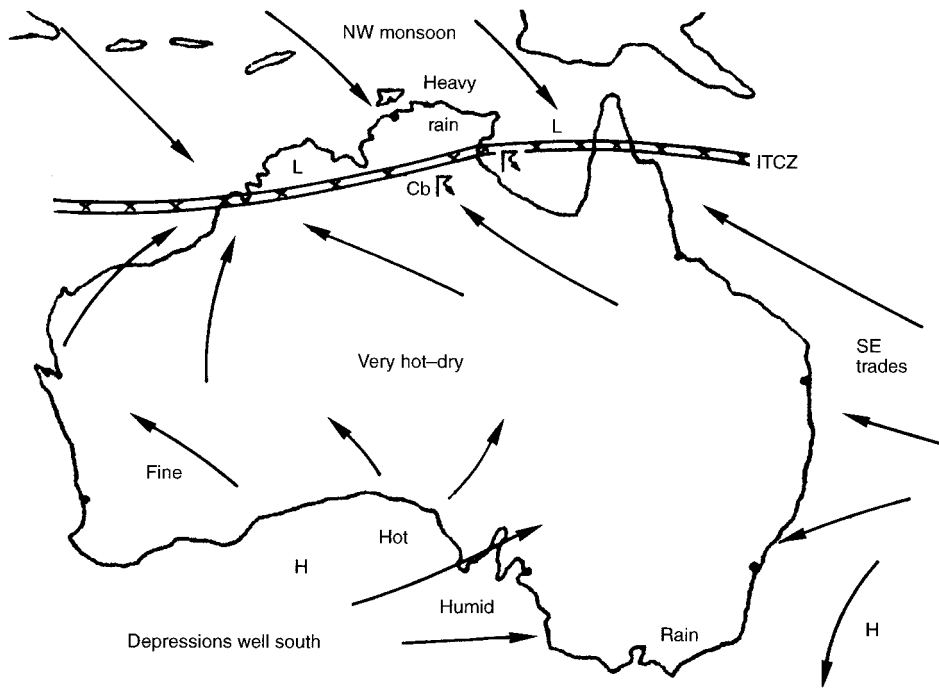 NW monsoon
Heavy
rain
L
ITCZ
L
Cb
SE
trades
Very hot–dry
Fine
Hot
H
Humid
Depressions well south
Rain
H